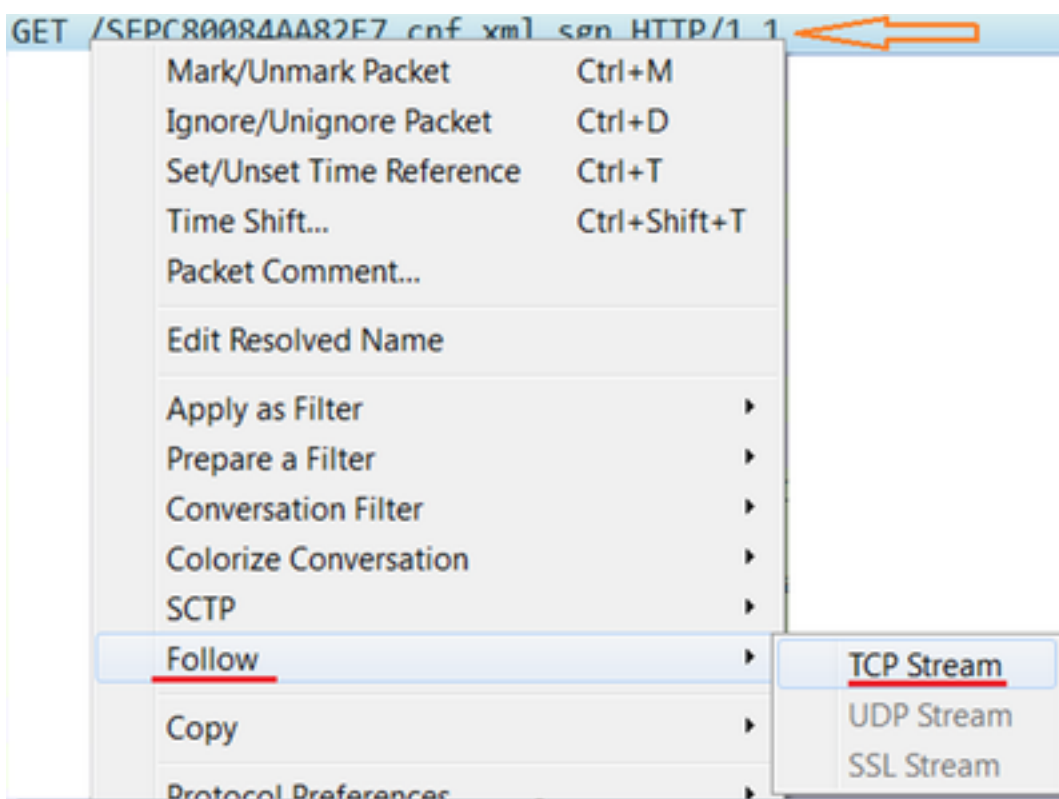 GET /SEPC80084AA82E7.cnf.xml.sgn HTTP/1.1
Mark/Unmark Packet Ctrl+M
Ignore/Unignore Packet Ctrl+D
Set/Unset Time Reference Ctrl+T
Time Shift... Ctrl+Shift+T
Packet Comment...
Edit Resolved Name
Apply as Filter
Prepare a Filter
Conversation Filter
Colorize Conversation
SCTP
Follow
TCP Stream
UDP Stream
SSL Stream
Copy
Protocol Preferences